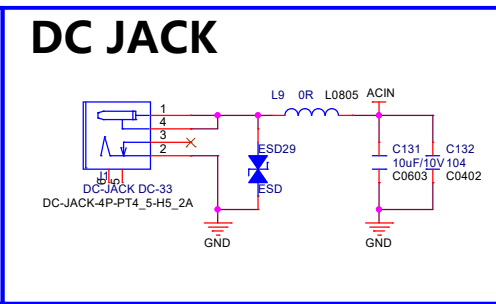 DC JACK
L9 0R L0805 ACIN
1
4
3
2
ESD29
ESD
C131
10uF/10V
C0603
C132
104
C0402
5
DC-JACK DC-33
DC-JACK-4P-PT4_5-H5_2A
GND
GND